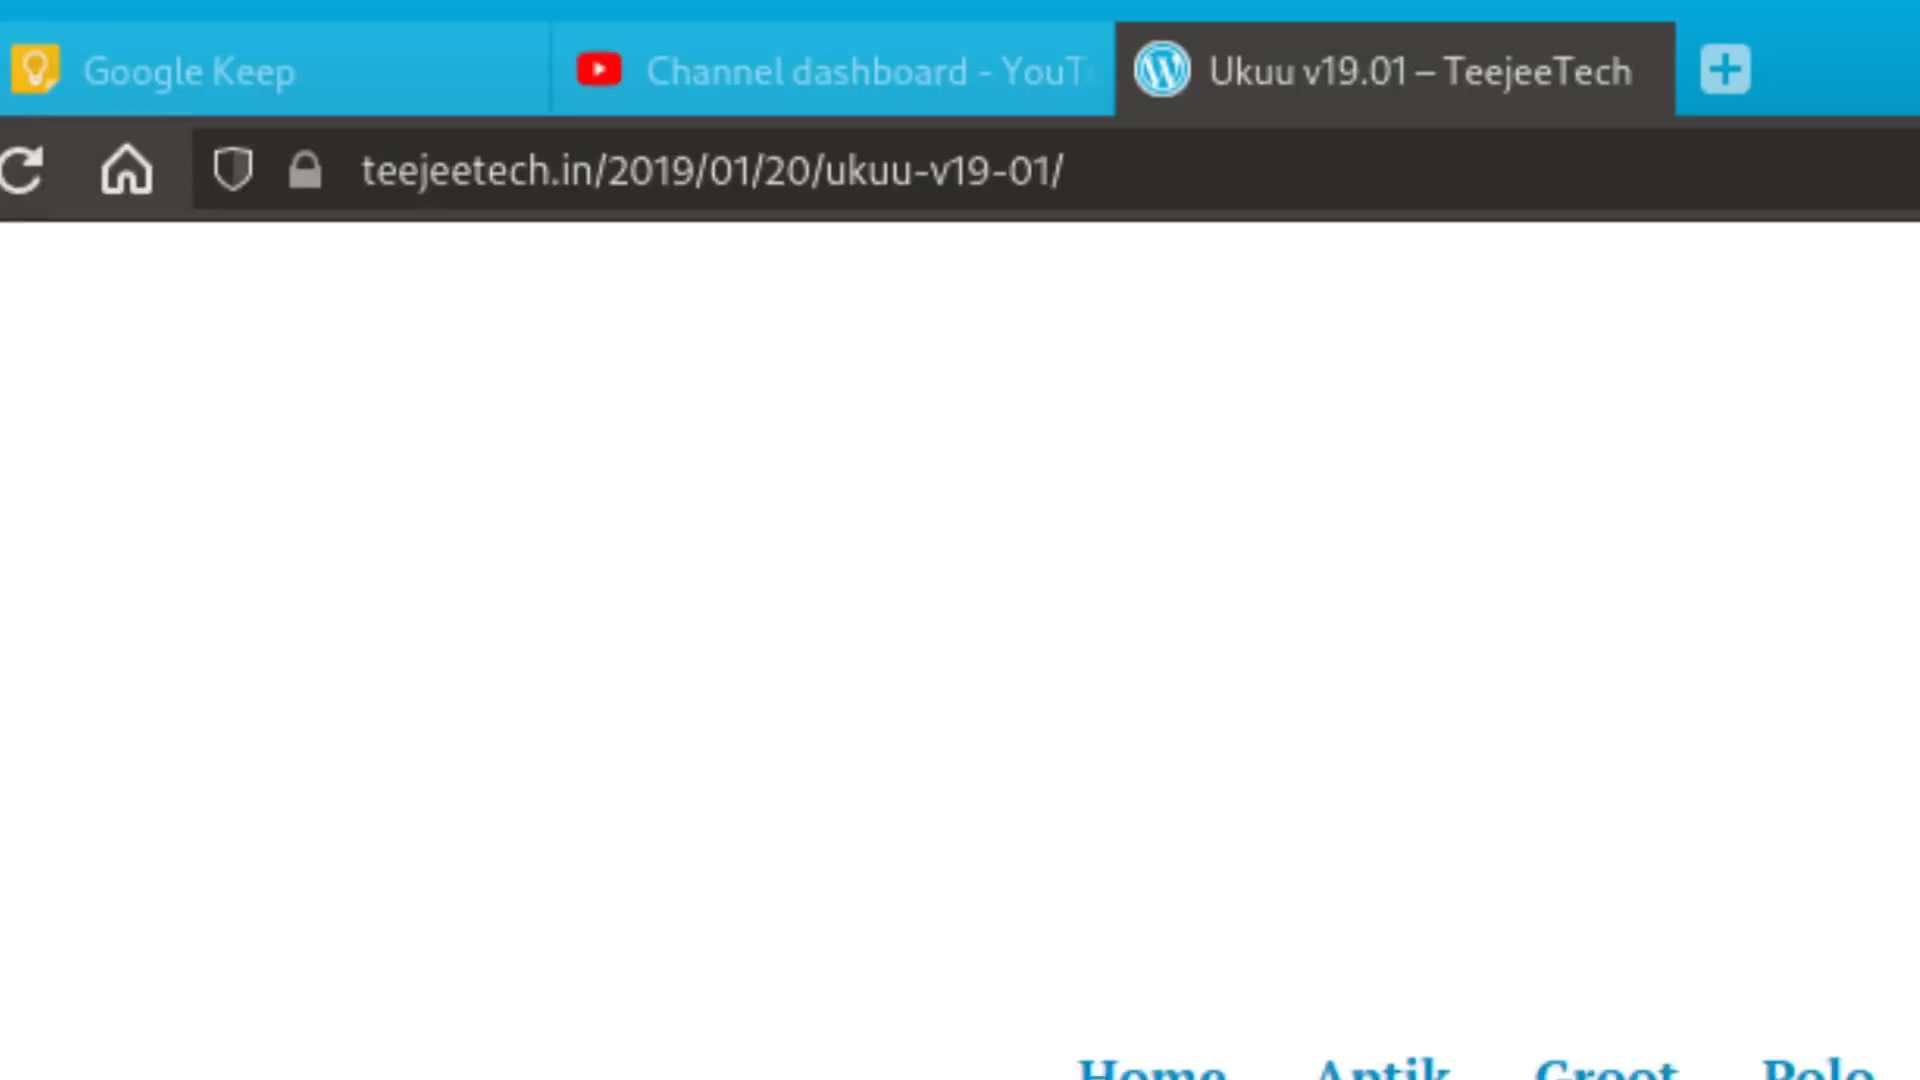 Google Keep
Channel dashboard - YouT
Ukuu v19.01 – TeejeeTech
teejeetech.in/2019/01/20/ukuu-v19-01/
Home Aptik Groot Polo